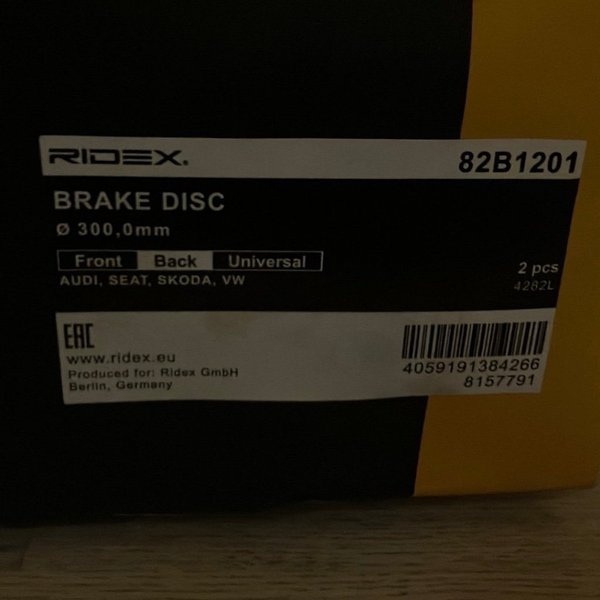 RIDEX. 82B1201
BRAKE DISC
Ø 300,0mm
Front Back Universal
AUDI, SEAT, SKODA, VW
2 pcs
4282L
EAC
www.ridex.eu
Produced for: Ridex GmbH
Berlin, Germany
4059191384266
8157791